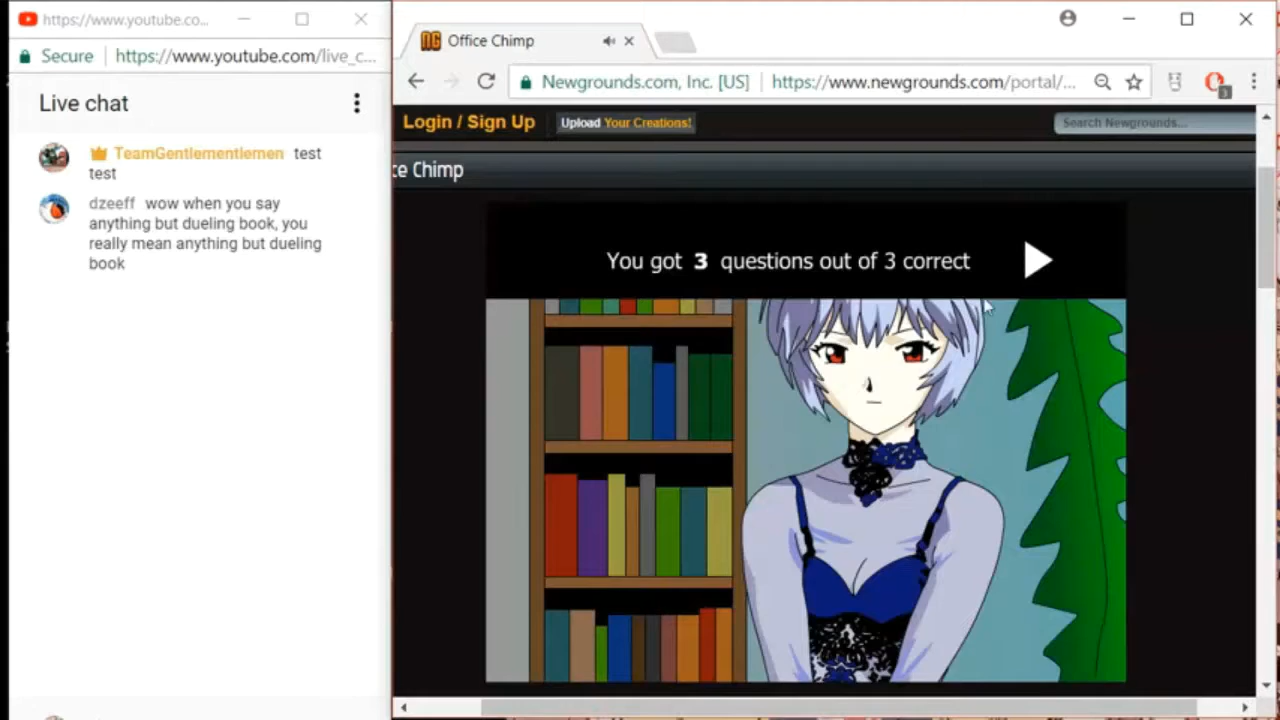 https://www.youtube.co...
Secure https://www.youtube.com/live_c...
Live chat
TeamGentlementlemen test
test
dzeeff wow when you say
anything but dueling book, you
really mean anything but dueling
book
NG Office Chimp
Newgrounds.com, Inc. [US] https://www.newgrounds.com/portal/...
3
Login / Sign Up Upload Your Creations! Search Newgrounds...
ce Chimp
You got 3 questions out of 3 correct